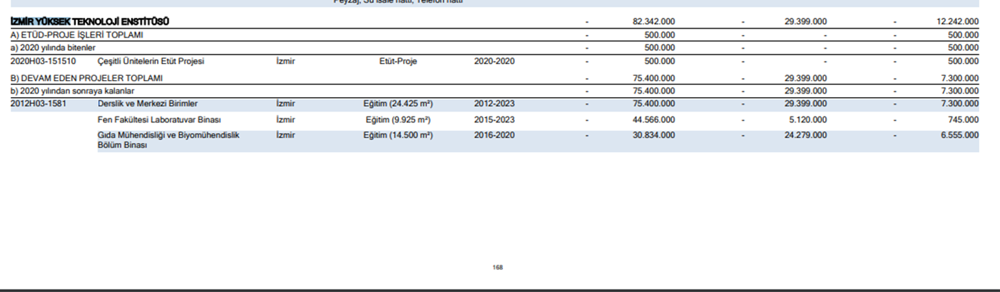 Peyzaj, Su isale hattı, Telefon hattı
İZMİR YÜKSEK TEKNOLOJİ ENSTİTÜSÜ - 82.342.000 - 29.399.000 - 12.242.000
A) ETÜD-PROJE İŞLERİ TOPLAMI - 500.000 - - - 500.000
a) 2020 yılında bitenler - 500.000 - - - 500.000
2020H03-151510 Çeşitli Ünitelerin Etüt Projesi İzmir Etüt-Proje 2020-2020 - 500.000 - - - 500.000
B) DEVAM EDEN PROJELER TOPLAMI - 75.400.000 - 29.399.000 - 7.300.000
b) 2020 yılından sonraya kalanlar - 75.400.000 - 29.399.000 - 7.300.000
2012H03-1581 Derslik ve Merkezi Birimler İzmir Eğitim (24.425 m²) 2012-2023 - 75.400.000 - 29.399.000 - 7.300.000
Fen Fakültesi Laboratuvar Binası İzmir Eğitim (9.925 m²) 2015-2023 - 44.566.000 - 5.120.000 - 745.000
Gıda Mühendisliği ve Biyomühendislik İzmir Eğitim (14.500 m²) 2016-2020 - 30.834.000 - 24.279.000 - 6.555.000
Bölüm Binası
168